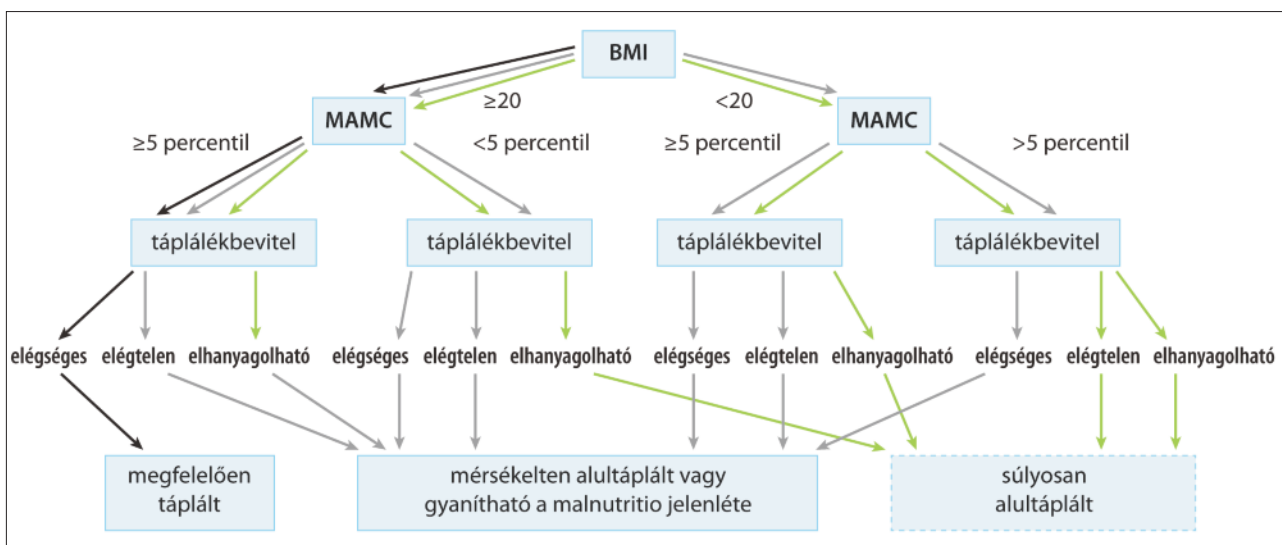 BMI
≥20
<20
MAMC
MAMC
≥5 percentil
<5 percentil
≥5 percentil
>5 percentil
táplálékbevitel
táplálékbevitel
táplálékbevitel
táplálékbevitel
elégséges elégtelen elhanyagolható elégséges elégtelen elhanyagolható elégséges elégtelen elhanyagolható elégséges elégtelen elhanyagolható
megfelelően
táplált
mérsékelten alultáplált vagy
gyanítható a malnutritio jelenléte
súlyosan
alultáplált